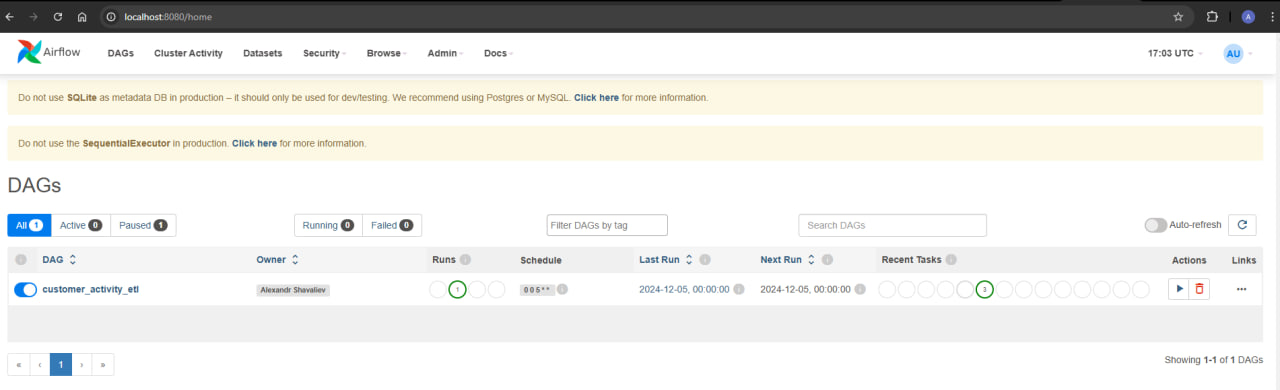 localhost:8080/home
A
Airflow DAGs Cluster Activity Datasets Security Browse Admin Docs 17:03 UTC AU
Do not use SQLite as metadata DB in production – it should only be used for dev/testing. We recommend using Postgres or MySQL. Click here for more information.
Do not use the SequentialExecutor in production. Click here for more information.
DAGs
All 1 Active 0 Paused 1 Running 0 Failed 0 Filter DAGs by tag Search DAGs Auto-refresh
DAG Owner Runs Schedule Last Run Next Run Recent Tasks Actions Links
customer_activity_etl Alexandr Shavaliev 1 0 0 5 * * 2024-12-05, 00:00:00 2024-12-05, 00:00:00 3
« ‹ 1 › »
Showing 1-1 of 1 DAGs